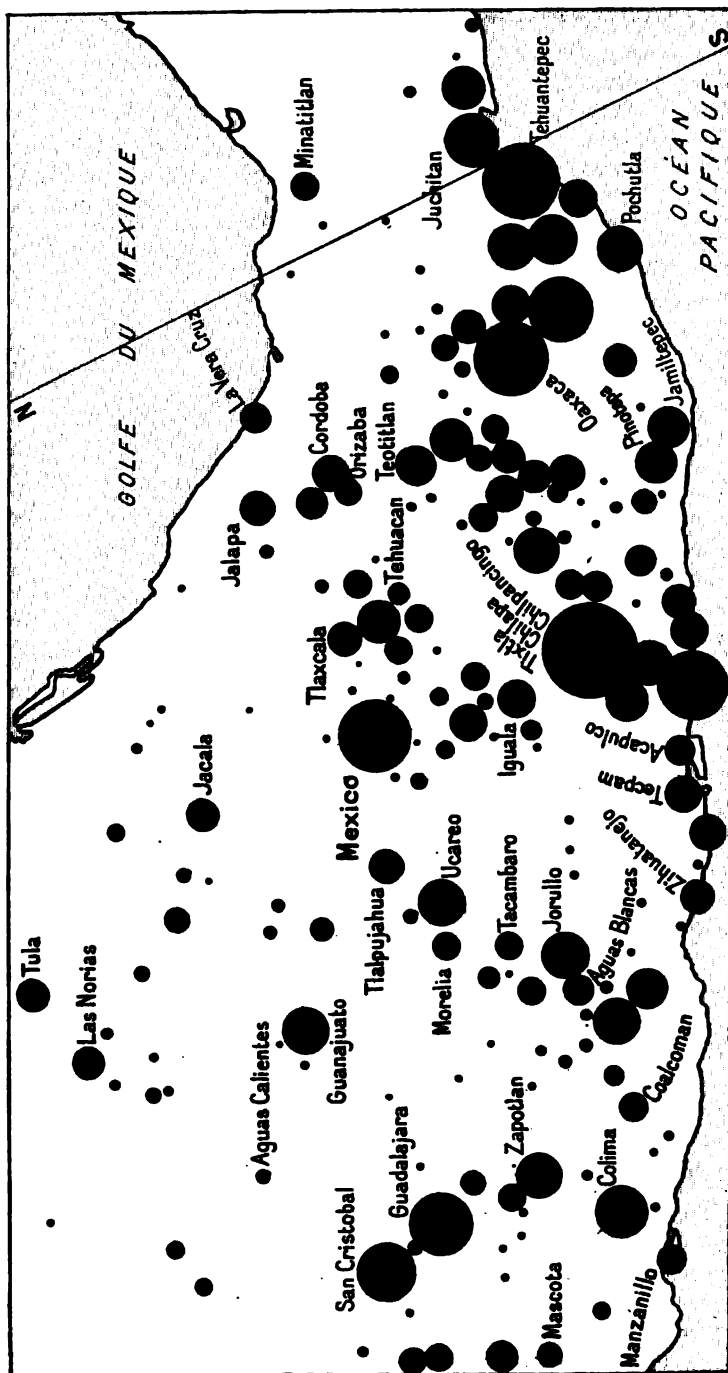 GOLFE DU MEXIQUE
OCÉAN
PACIFIQUE
N
S
Minatitlan
Juchitan
Tehuantepec
Pochutla
La Vera Cruz
Cordoba
Orizaba
Teotitlan
Oaxaca
Pinotepa
Jamiltepec
Jalapa
Tehuacan
Tlaxcala
Chilpancingo
Chilapa
Tixtla
Mexico
Iguala
Acapulco
Tecpam
Zihuatanejo
Jacala
Tula
Las Norias
Tlalpujahua
Ucareo
Morelia
Tacambaro
Jorullo
Aguas Blancas
Guanajuato
Aguas Calientes
Coalcoman
San Cristobal
Guadalajara
Zapotlan
Colima
Mascota
Manzanillo